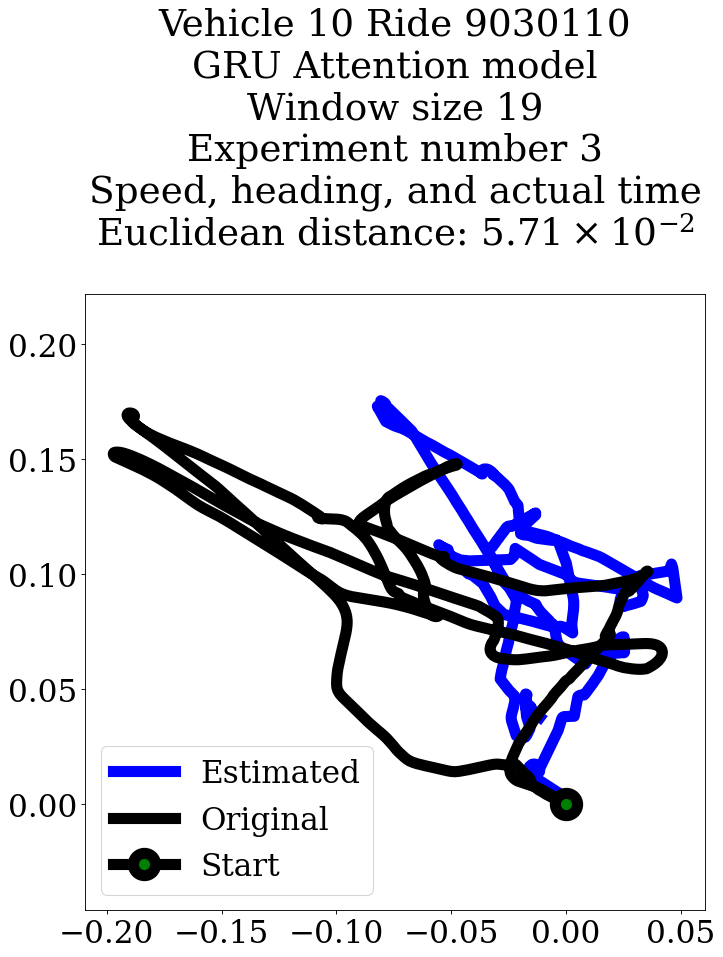 Vehicle 10 Ride 9030110
GRU Attention model
Window size 19
Experiment number 3
Speed, heading, and actual time
Euclidean distance: 5.71 × 10⁻²
0.20
0.15
0.10
0.05
0.00
Estimated
Original
Start
−0.20 −0.15 −0.10 −0.05 0.00 0.05